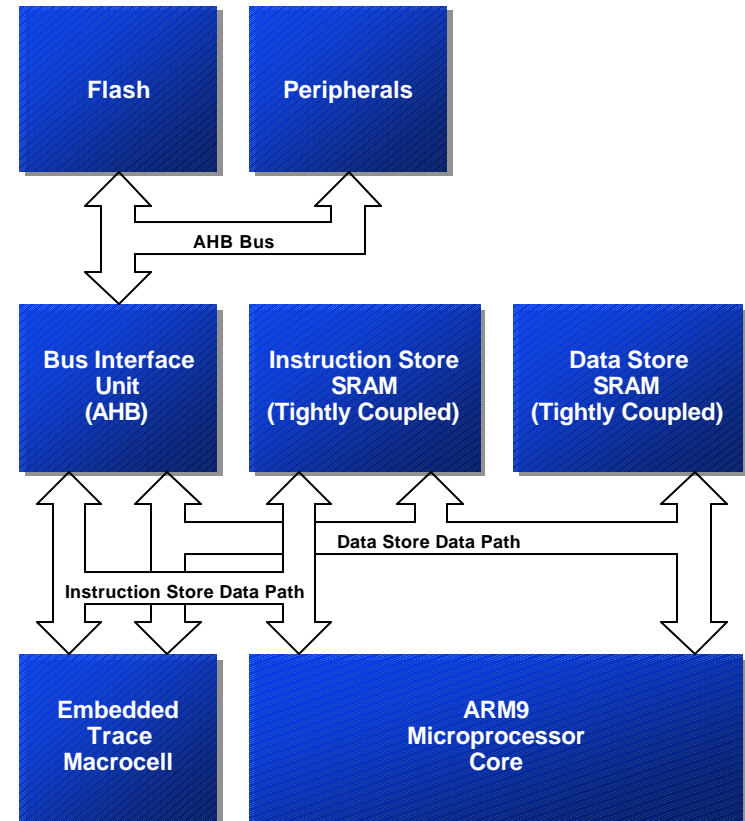 Flash
Peripherals
AHB Bus
Bus Interface
Unit
(AHB)
Instruction Store
SRAM
(Tightly Coupled)
Data Store
SRAM
(Tightly Coupled)
Data Store Data Path
Instruction Store Data Path
Embedded
Trace
Macrocell
ARM9
Microprocessor
Core